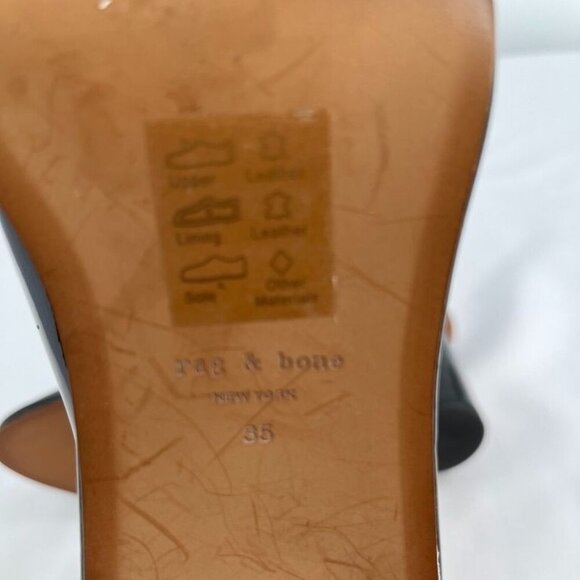 Upper Leather
Lining Leather
Sole Other
Materials
rag & bone
NEW YORK
35